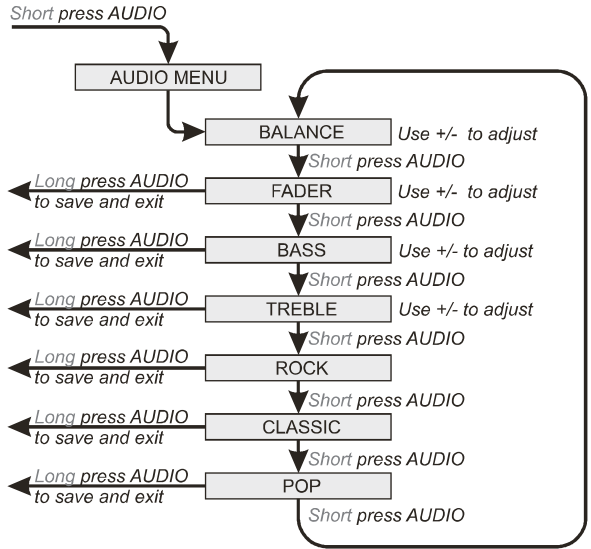 Short press AUDIO
AUDIO MENU
BALANCE
Use +/- to adjust
Short press AUDIO
Long press AUDIO
to save and exit
FADER
Use +/- to adjust
Short press AUDIO
Long press AUDIO
to save and exit
BASS
Use +/- to adjust
Short press AUDIO
Long press AUDIO
to save and exit
TREBLE
Use +/- to adjust
Short press AUDIO
Long press AUDIO
to save and exit
ROCK
Short press AUDIO
Long press AUDIO
to save and exit
CLASSIC
Short press AUDIO
Long press AUDIO
to save and exit
POP
Short press AUDIO